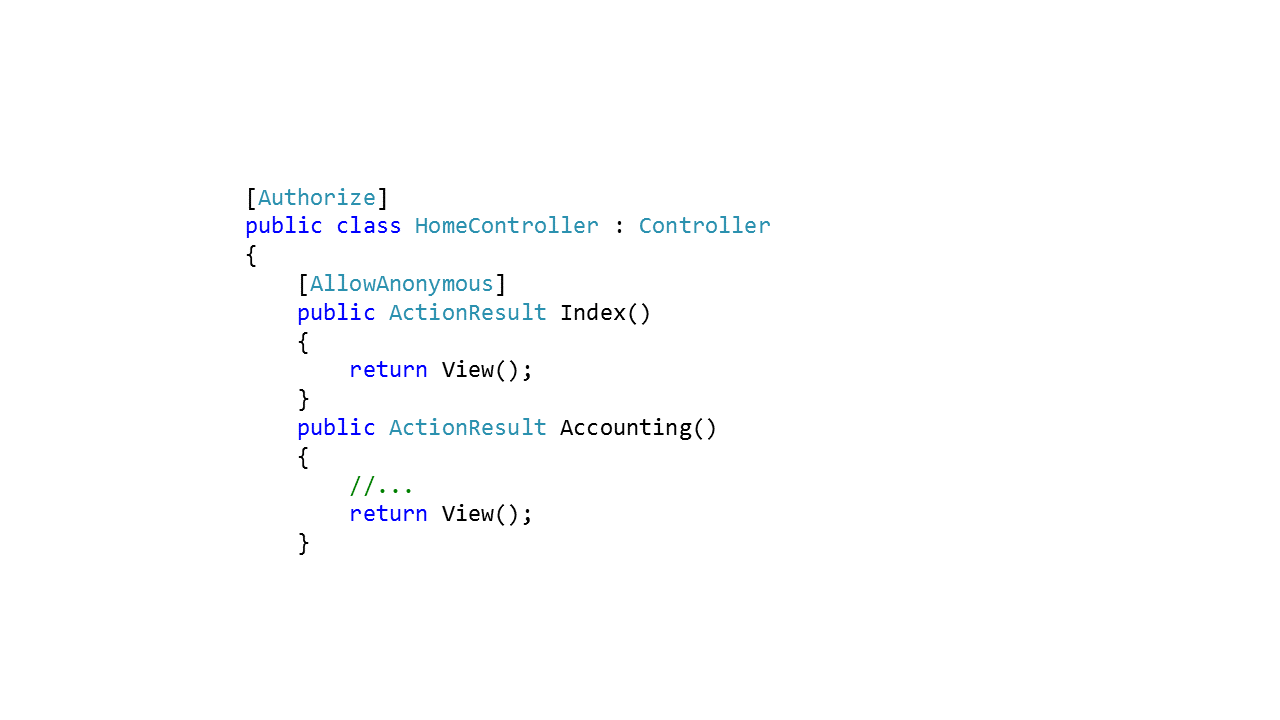 [Authorize]
public class HomeController : Controller
{
    [AllowAnonymous]
    public ActionResult Index()
    {
        return View();
    }
    public ActionResult Accounting()
    {
        //...
        return View();
    }